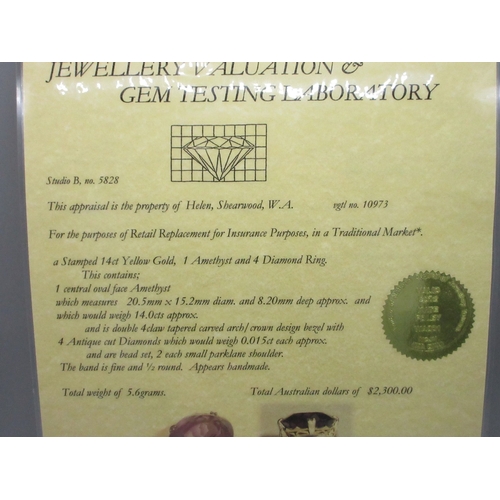 JEWELLERY VALUATION &
GEM TESTING LABORATORY
Studio B, no. 5828
This appraisal is the property of Helen, Shearwood, W.A. vgtl no. 10973
For the purposes of Retail Replacement for Insurance Purposes, in a Traditional Market*.
a Stamped 14ct Yellow Gold, 1 Amethyst and 4 Diamond Ring.
This contains;
1 central oval face Amethyst
which measures 20.5mm x 15.2mm diam. and 8.20mm deep approx. and
which would weigh 14.0cts approx.
and is double 4claw tapered carved arch/crown design bezel with
4 Antique cut Diamonds which would weigh 0.015ct each approx.
and are bead set, 2 each small parklane shoulder.
The band is fine and ½ round. Appears handmade.
Total weight of 5.6grams. Total Australian dollars of $2,300.00